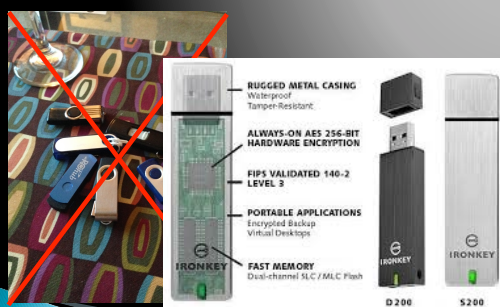 RUGGED METAL CASING
Waterproof
Tamper-Resistant
ALWAYS-ON AES 256-BIT
HARDWARE ENCRYPTION
FIPS VALIDATED 140-2
LEVEL 3
PORTABLE APPLICATIONS
Encrypted Backup
Virtual Desktops
FAST MEMORY
Dual-channel SLC / MLC Flash
IRONKEY
IRONKEY
IRONKEY
D200
S200